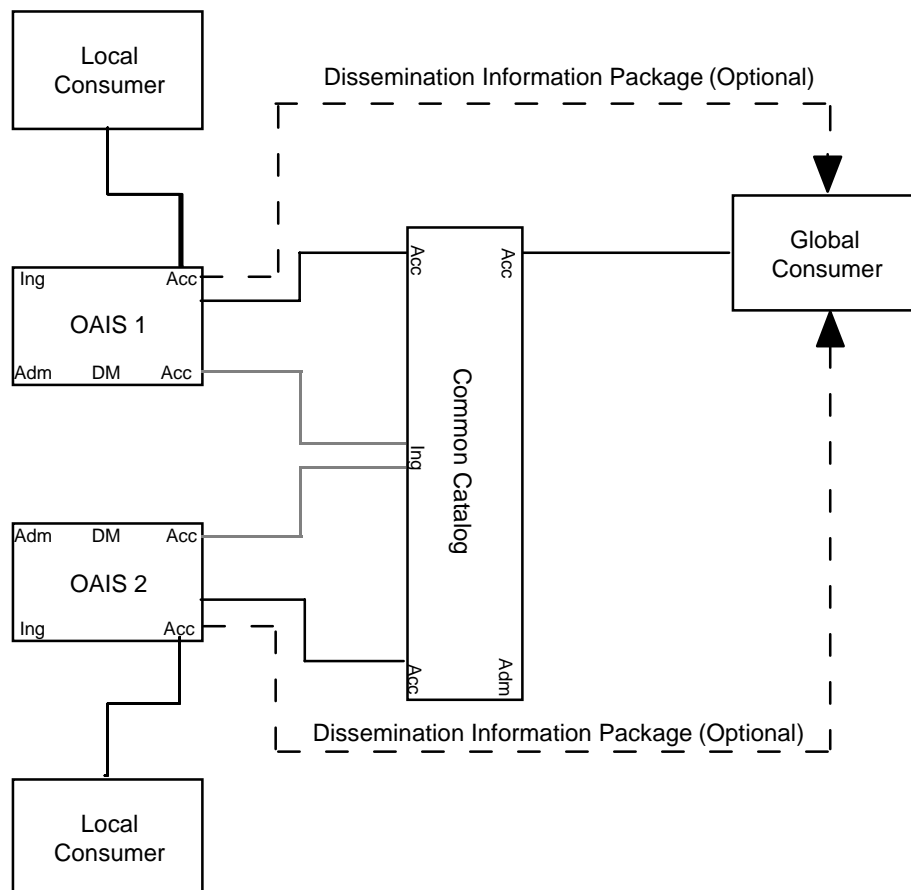 Local
Consumer
Dissemination Information Package (Optional)
Global
Consumer
Ing
Acc
OAIS 1
Adm
DM
Acc
Acc
Acc
Ing
Common Catalog
Acc
Adm
Adm
DM
Acc
OAIS 2
Ing
Acc
Dissemination Information Package (Optional)
Local
Consumer